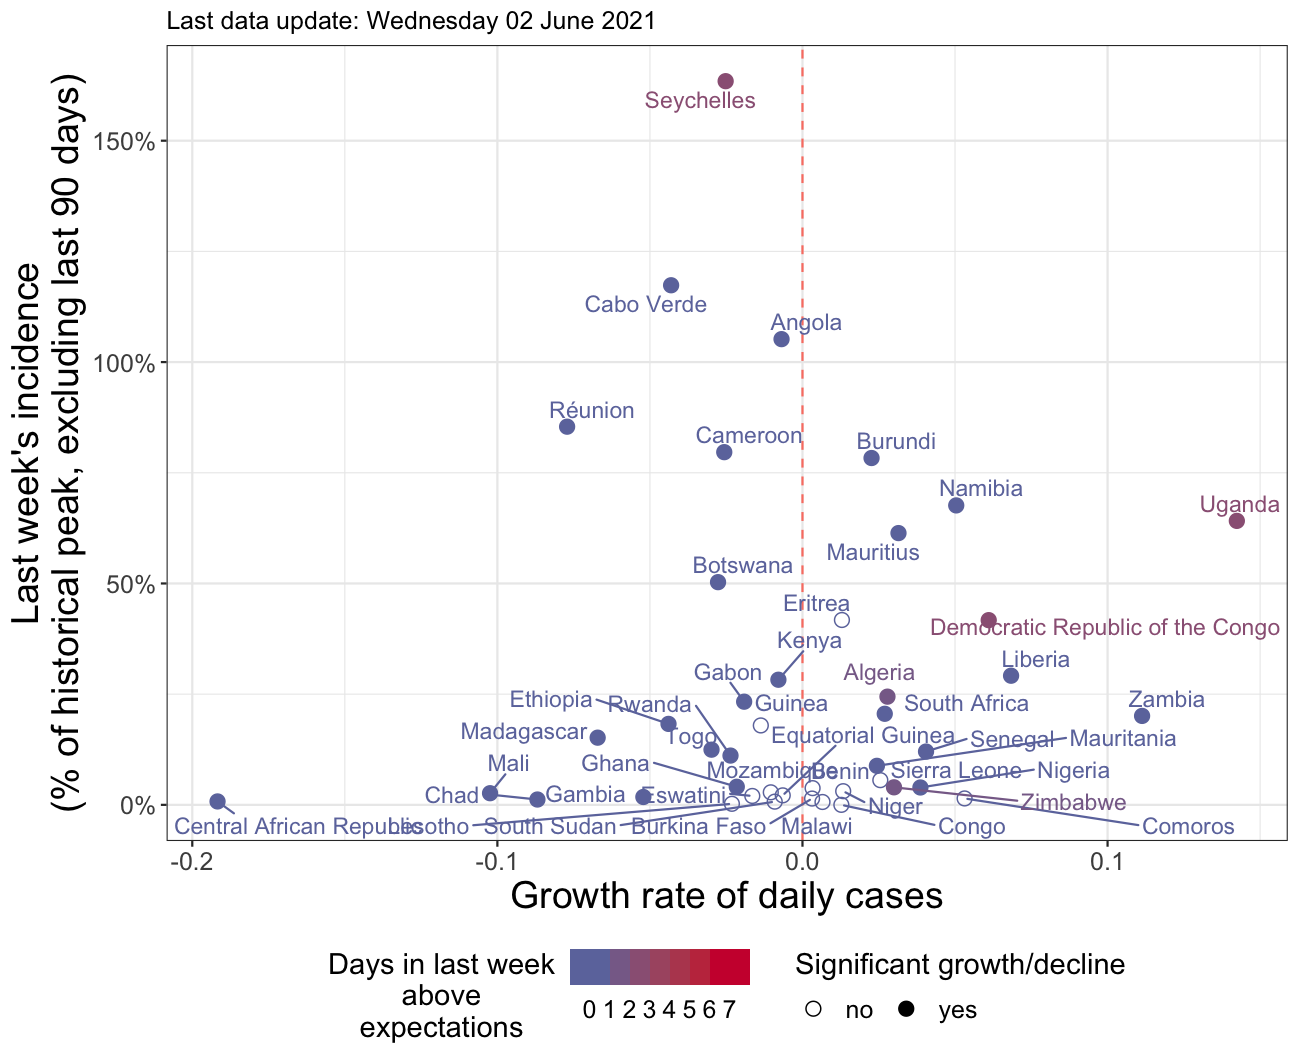 Last data update: Wednesday 02 June 2021
Last week's incidence
(% of historical peak, excluding last 90 days)
150%
100%
50%
0%
Seychelles
Cabo Verde
Angola
Réunion
Cameroon
Burundi
Namibia
Uganda
Mauritius
Botswana
Eritrea
Democratic Republic of the Congo
Kenya
Liberia
Gabon
Algeria
Ethiopia
Rwanda
Guinea
South Africa
Zambia
Madagascar
Togo
Equatorial Guinea
Senegal
Mauritania
Mali
Ghana
Mozambique
Benin
Sierra Leone
Nigeria
Chad
Gambia
Eswatini
Niger
Zimbabwe
Central African Republic
Lesotho
South Sudan
Burkina Faso
Malawi
Congo
Comoros
-0.2
-0.1
0.0
0.1
Growth rate of daily cases
Days in last week
above
expectations
0 1 2 3 4 5 6 7
Significant growth/decline
no
yes